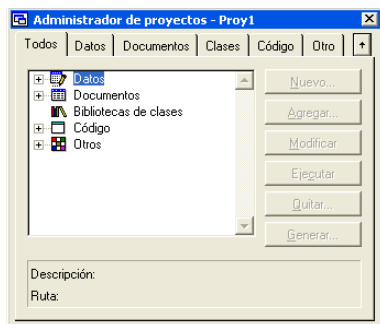 Administrador de proyectos - Proy1
Todos Datos Documentos Clases Código Otro
Datos
Documentos
Bibliotecas de clases
Código
Otros
Nuevo...
Agregar...
Modificar
Ejecutar
Quitar...
Generar...
Descripción:
Ruta: